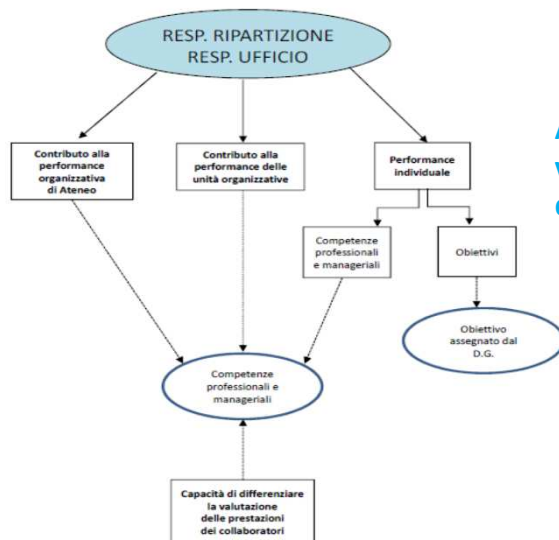 RESP. RIPARTIZIONE
RESP. UFFICIO
Contributo alla
performance
organizzativa
di Ateneo
Contributo alla
performance delle
unità organizzative
Performance
individuale
Competenze
professionali
e manageriali
Obiettivi
Obiettivo
assegnato dal
D.G.
Competenze
professionali e
manageriali
Capacità di differenziare
la valutazione
delle prestazioni
dei collaboratori